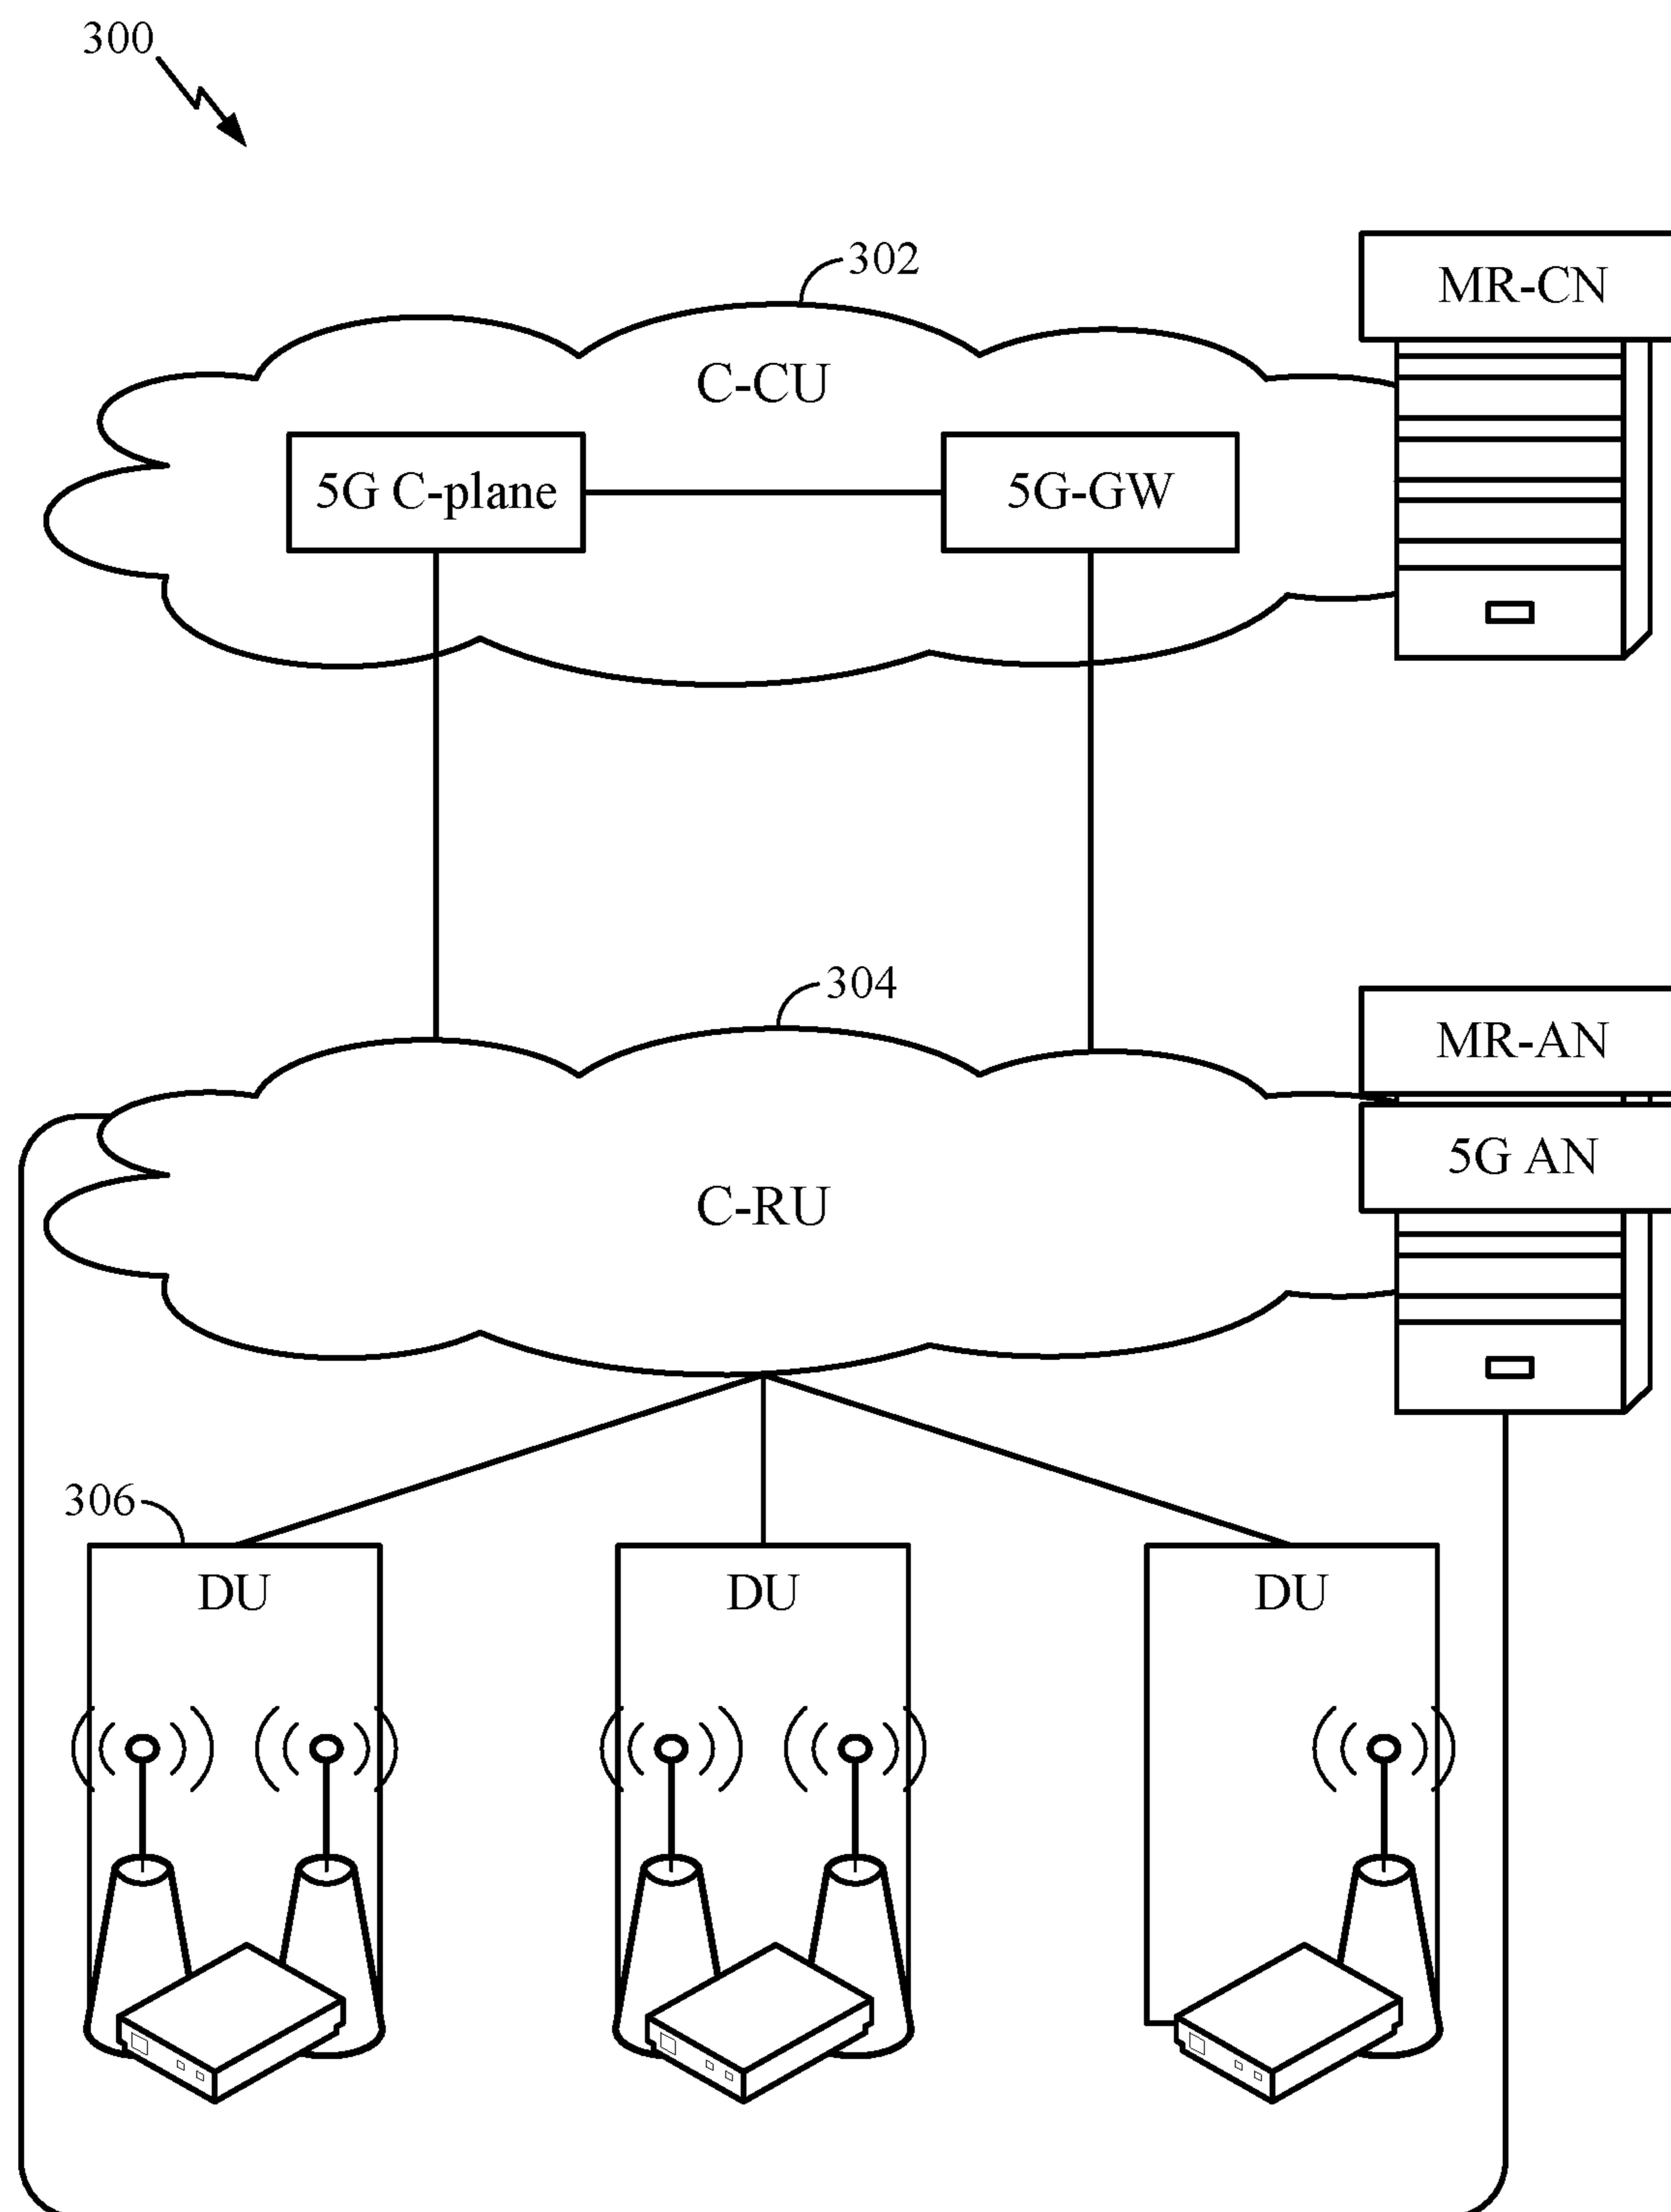 300
302
MR-CN
C-CU
5G C-plane
5G-GW
304
MR-AN
5G AN
C-RU
306
DU
DU
DU